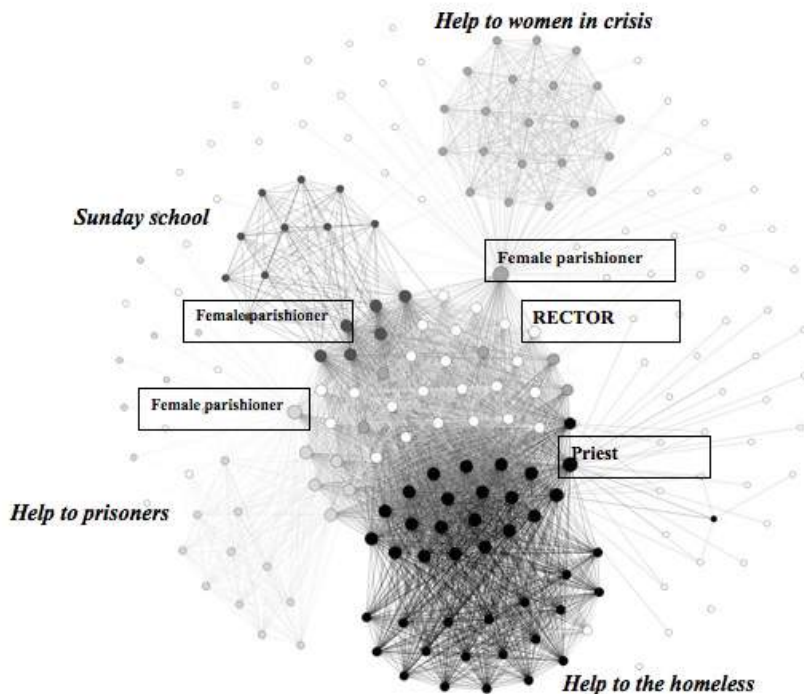 Help to women in crisis
Sunday school
Female parishioner
Female parishioner
RECTOR
Female parishioner
Priest
Help to prisoners
Help to the homeless